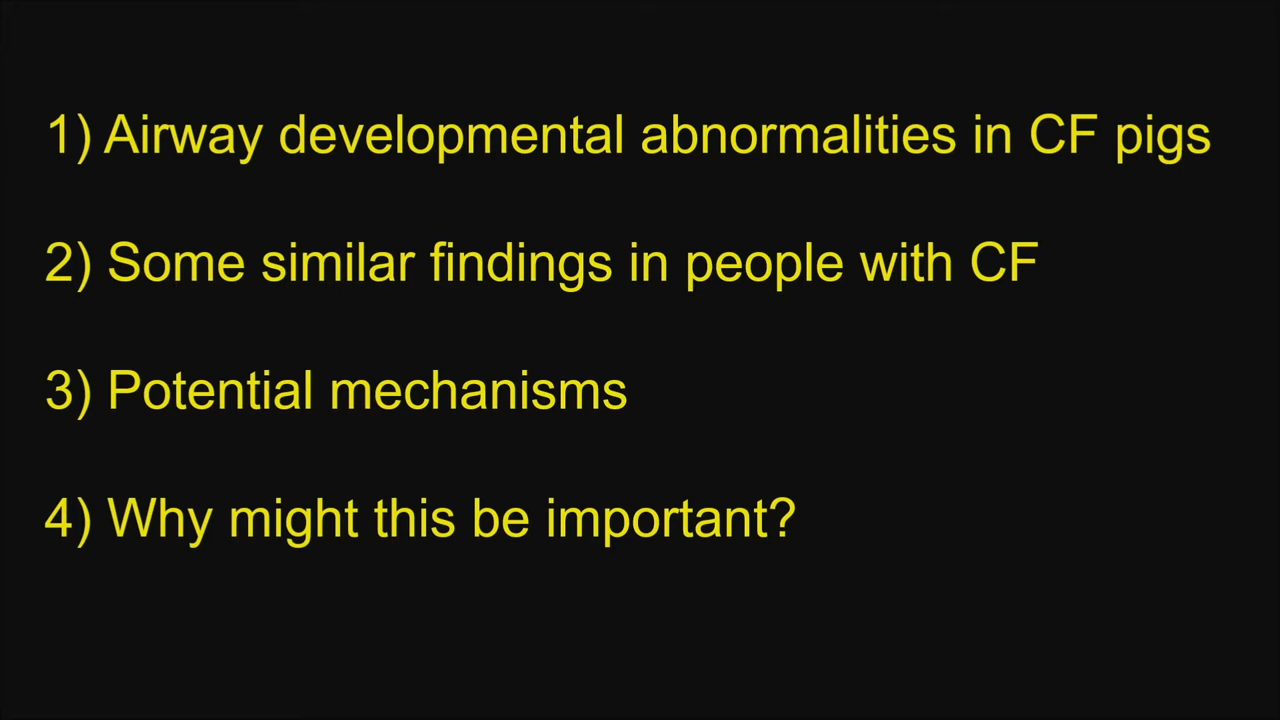 1) Airway developmental abnormalities in CF pigs
2) Some similar findings in people with CF
3) Potential mechanisms
4) Why might this be important?